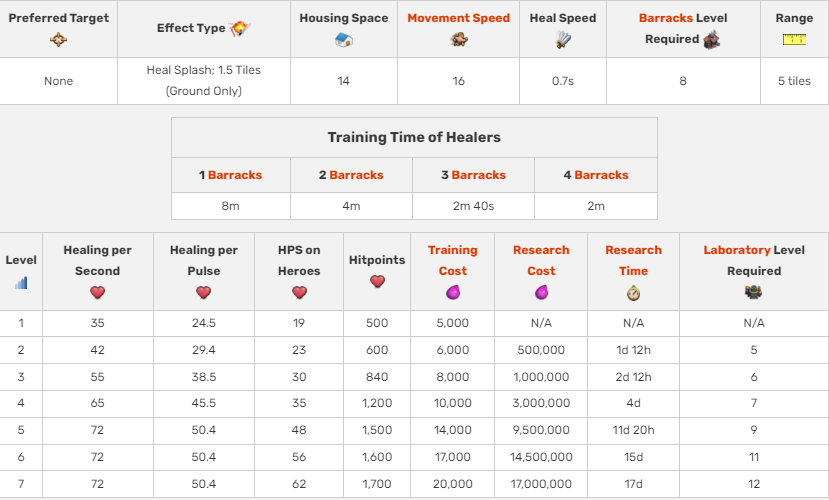 Preferred Target Effect Type Housing Space Movement Speed Heal Speed Barracks Level Required Range
None Heal Splash; 1.5 Tiles (Ground Only) 14 16 0.7s 8 5 tiles
Training Time of Healers
1 Barracks 2 Barracks 3 Barracks 4 Barracks
8m 4m 2m 40s 2m
Level Healing per Second Healing per Pulse HPS on Heroes Hitpoints Training Cost Research Cost Research Time Laboratory Level Required
1 35 24.5 19 500 5,000 N/A N/A N/A
2 42 29.4 23 600 6,000 500,000 1d 12h 5
3 55 38.5 30 840 8,000 1,000,000 2d 12h 6
4 65 45.5 35 1,200 10,000 3,000,000 4d 7
5 72 50.4 48 1,500 14,000 9,500,000 11d 20h 9
6 72 50.4 56 1,600 17,000 14,500,000 15d 11
7 72 50.4 62 1,700 20,000 17,000,000 17d 12